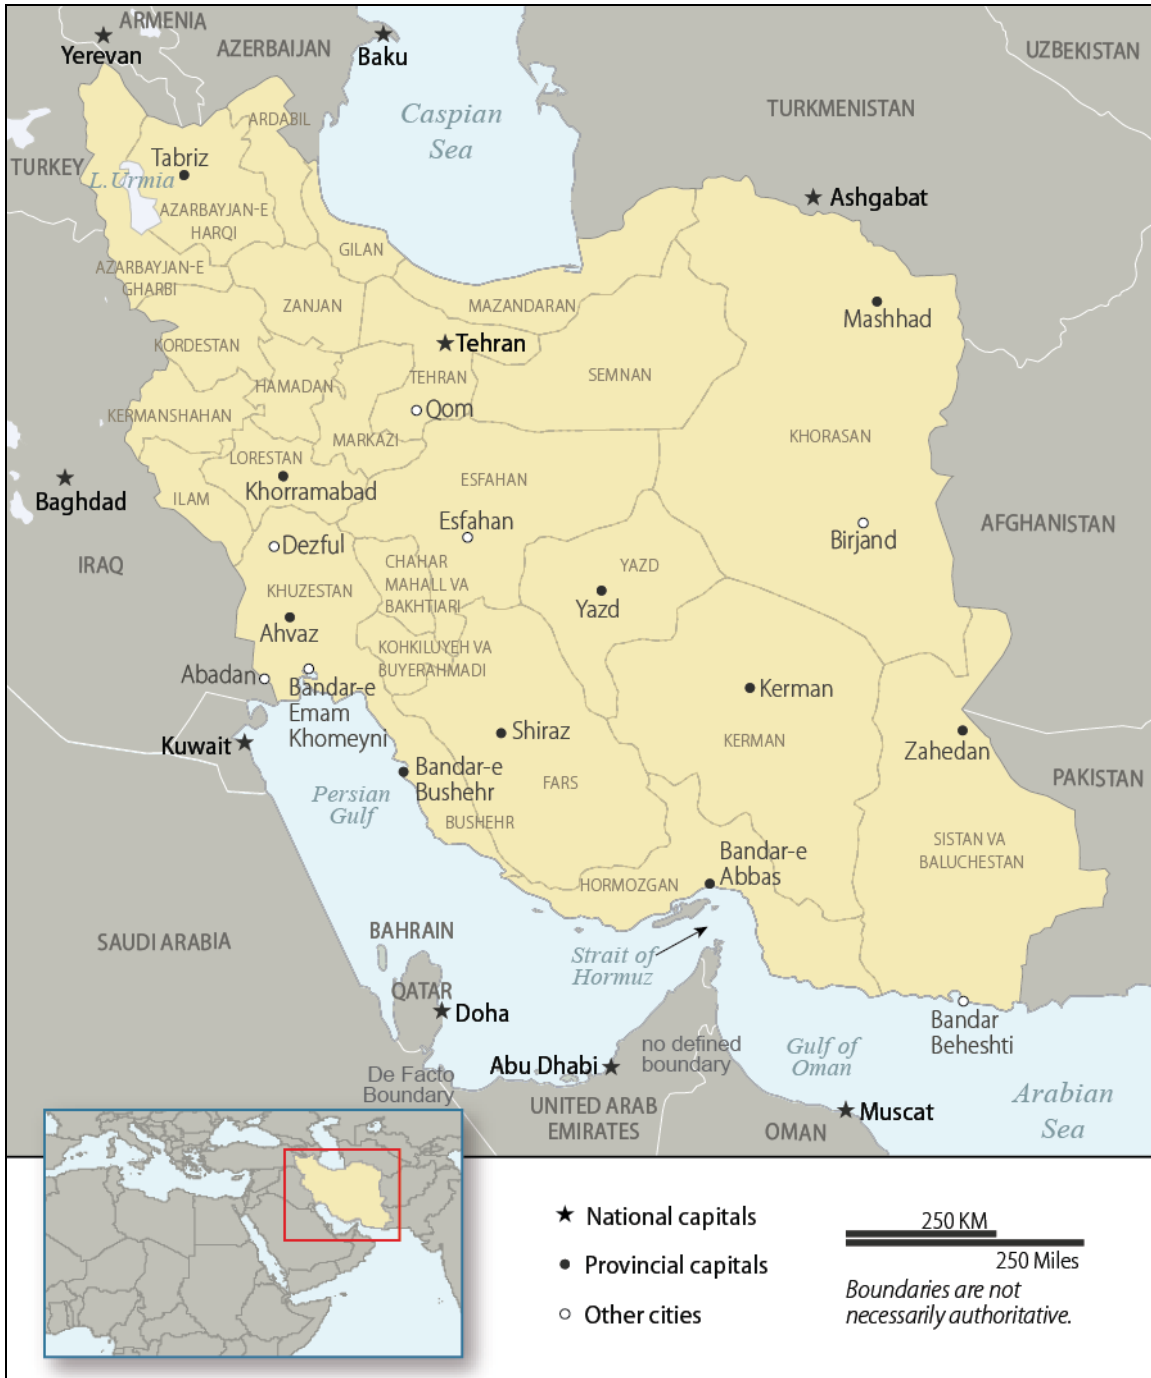 ARMENIA
Yerevan
AZERBAIJAN
Baku
UZBEKISTAN
Caspian
Sea
TURKMENISTAN
ARDABIL
TURKEY
Tabriz
L.Urmia
Ashgabat
AZARBAYJAN-E
HARQI
GILAN
AZARBAYJAN-E
GHARBI
ZANJAN
MAZANDARAN
Mashhad
KORDESTAN
Tehran
HAMADAN
TEHRAN
SEMNAN
KERMANSHAHAN
Qom
MARKAZI
KHORASAN
LORESTAN
Khorramabad
ILAM
ESFAHAN
Baghdad
Esfahan
AFGHANISTAN
Birjand
Dezful
IRAQ
CHAHAR
MAHALL VA
BAKHTIARI
YAZD
KHUZESTAN
Yazd
Ahvaz
KOHKILUYEH VA
BUYERAHMADI
Abadan
Bandar-e
Emam
Khomeyni
Kerman
Kuwait
Shiraz
KERMAN
Zahedan
Bandar-e
Bushehr
FARS
PAKISTAN
Persian
Gulf
BUSHEHR
SISTAN VA
BALUCHESTAN
Bandar-e
Abbas
HORMOZGAN
SAUDI ARABIA
BAHRAIN
Strait of
Hormuz
QATAR
Doha
Bandar
Beheshti
no defined
boundary
Gulf of
Oman
Abu Dhabi
De Facto
Boundary
UNITED ARAB
EMIRATES
OMAN
Muscat
Arabian
Sea
National capitals
Provincial capitals
Other cities
250 KM
250 Miles
Boundaries are not
necessarily authoritative.